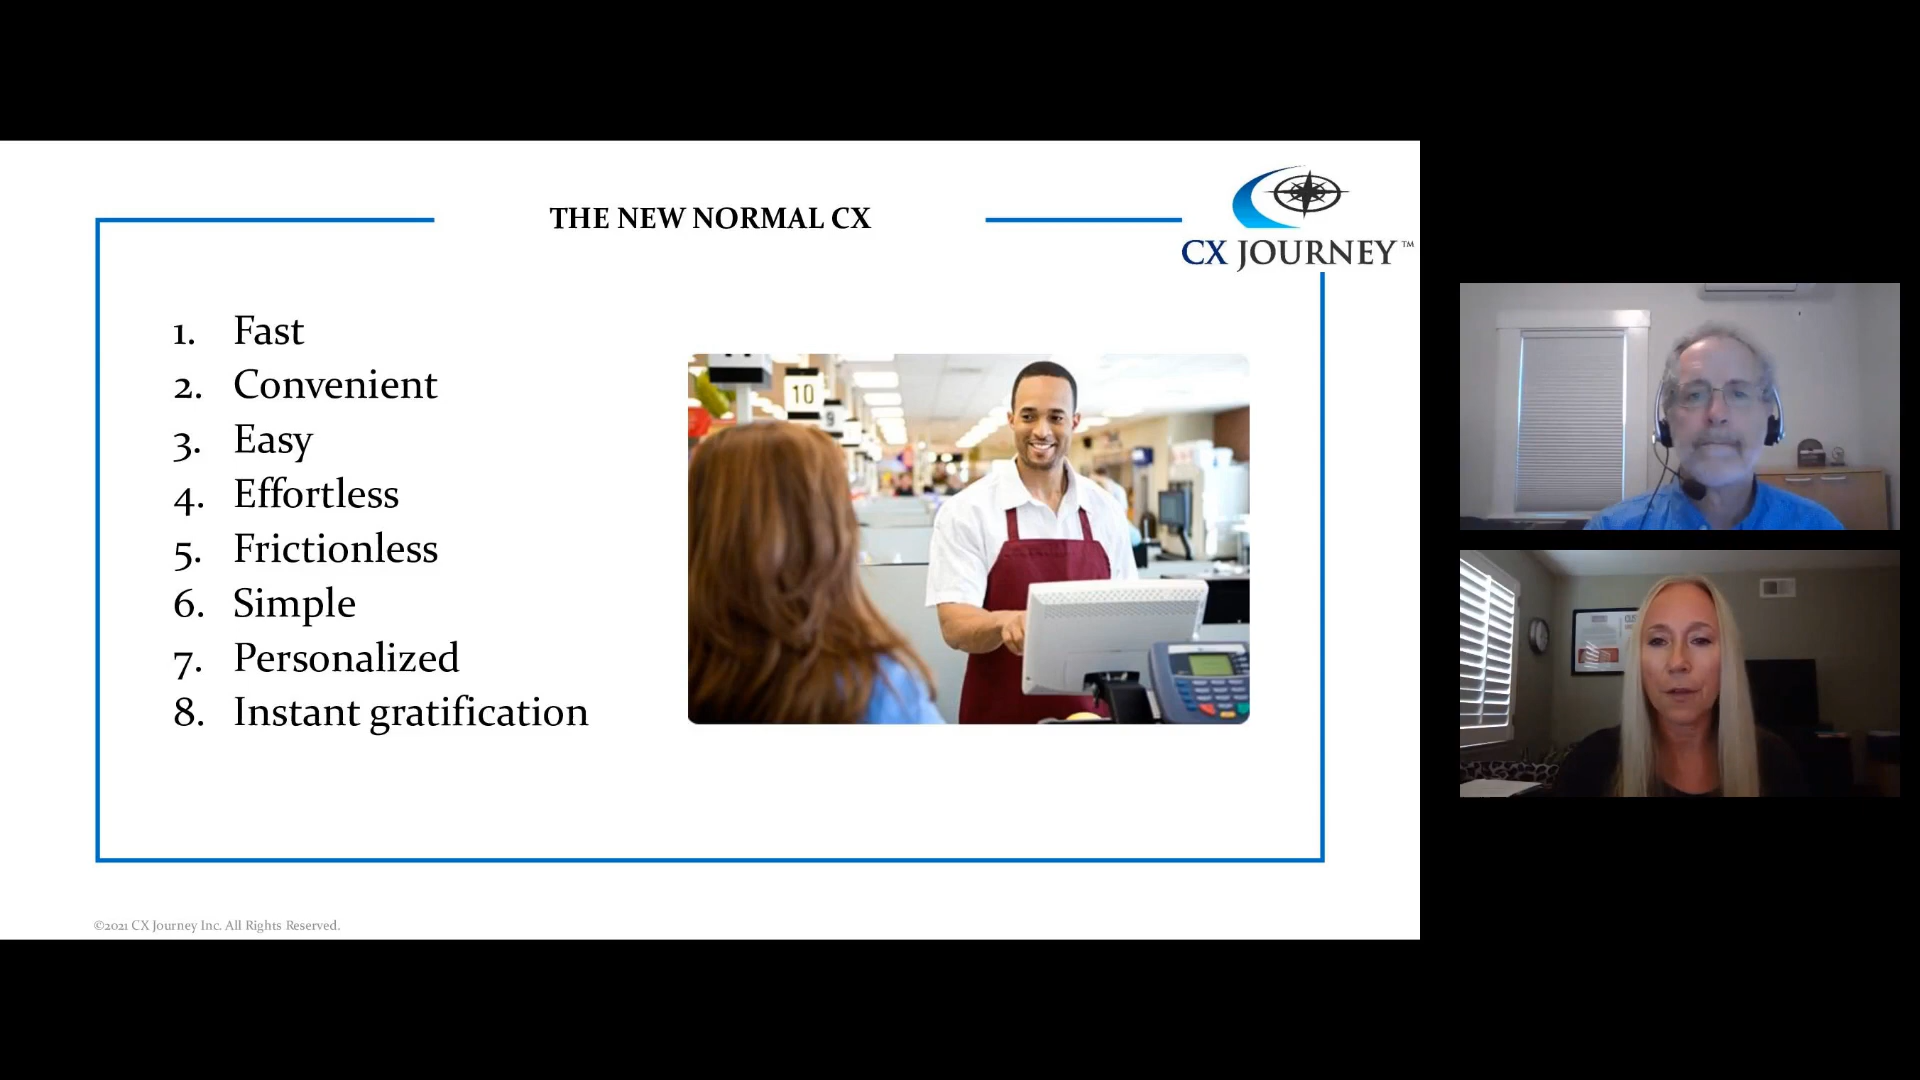 THE NEW NORMAL CX
CX JOURNEY™
1. Fast
2. Convenient
3. Easy
4. Effortless
5. Frictionless
6. Simple
7. Personalized
8. Instant gratification
10
9
©2021 CX Journey Inc. All Rights Reserved.